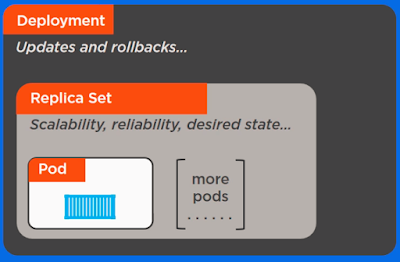 Deployment
Updates and rollbacks...
Replica Set
Scalability, reliability, desired state...
Pod
more
pods
. . . . . .